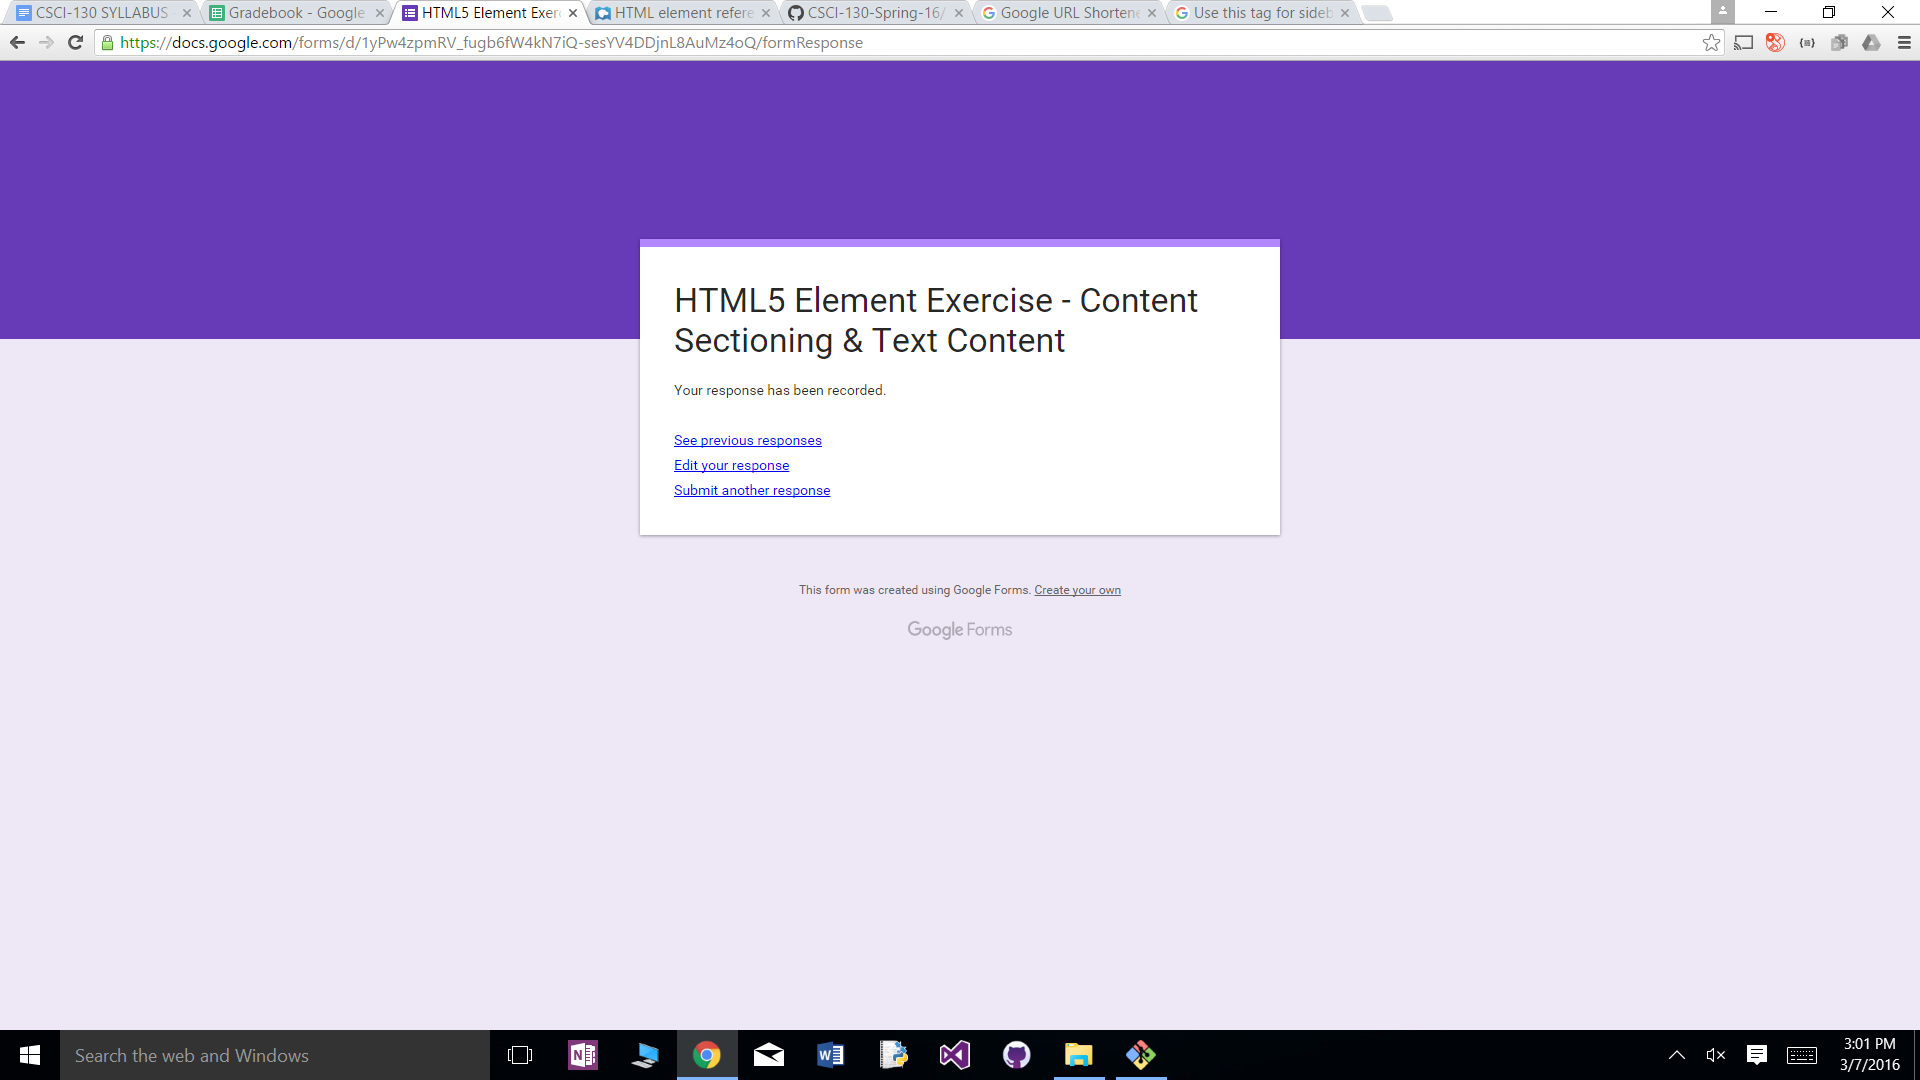 CSCI-130 SYLLABUS
Gradebook - Google
HTML5 Element Exer
HTML element refere
CSCI-130-Spring-16/
Google URL Shortene
Use this tag for sideb
https://docs.google.com/forms/d/1yPw4zpmRV_fugb6fW4kN7iQ-sesYV4DDjnL8AuMz4oQ/formResponse
HTML5 Element Exercise - Content
Sectioning & Text Content
Your response has been recorded.
See previous responses
Edit your response
Submit another response
This form was created using Google Forms. Create your own
Google Forms
Search the web and Windows
3:01 PM
3/7/2016